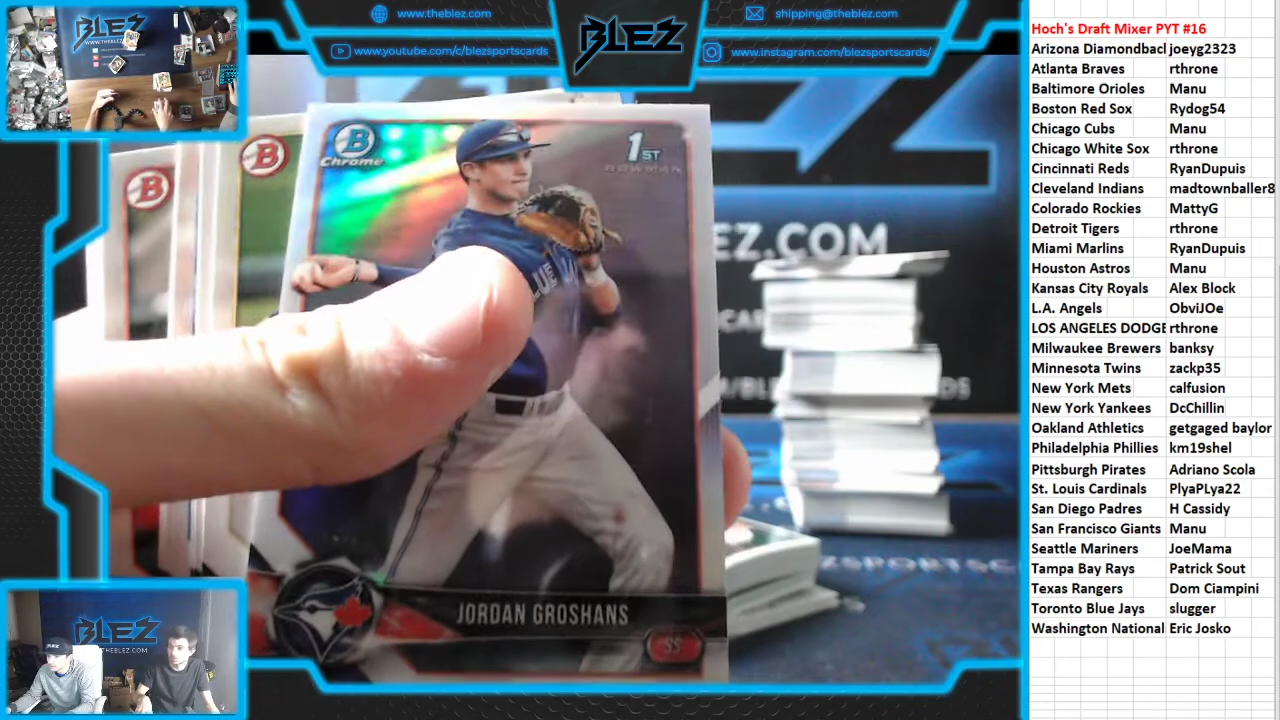 www.theblez.com
shipping@theblez.com
www.youtube.com/c/blezsportscards
BLEZ
www.instagram.com/blezsportscards/
BLEZ
B
B
B
Chrome
1ST
BOWMAN
EZ.COM
JORDAN GROSHANS
SS
BLEZ
THEBLEZ.COM
Hoch's Draft Mixer PYT #16
Arizona Diamondbacl joeyg2323
Atlanta Braves rthrone
Baltimore Orioles Manu
Boston Red Sox Rydog54
Chicago Cubs Manu
Chicago White Sox rthrone
Cincinnati Reds RyanDupuis
Cleveland Indians madtownballer8
Colorado Rockies MattyG
Detroit Tigers rthrone
Miami Marlins RyanDupuis
Houston Astros Manu
Kansas City Royals Alex Block
L.A. Angels ObviJOe
LOS ANGELES DODGE rthrone
Milwaukee Brewers banksy
Minnesota Twins zackp35
New York Mets calfusion
New York Yankees DcChillin
Oakland Athletics getgaged baylor
Philadelphia Phillies km19shel
Pittsburgh Pirates Adriano Scola
St. Louis Cardinals PlyaPLya22
San Diego Padres H Cassidy
San Francisco Giants Manu
Seattle Mariners JoeMama
Tampa Bay Rays Patrick Sout
Texas Rangers Dom Ciampini
Toronto Blue Jays slugger
Washington National Eric Josko